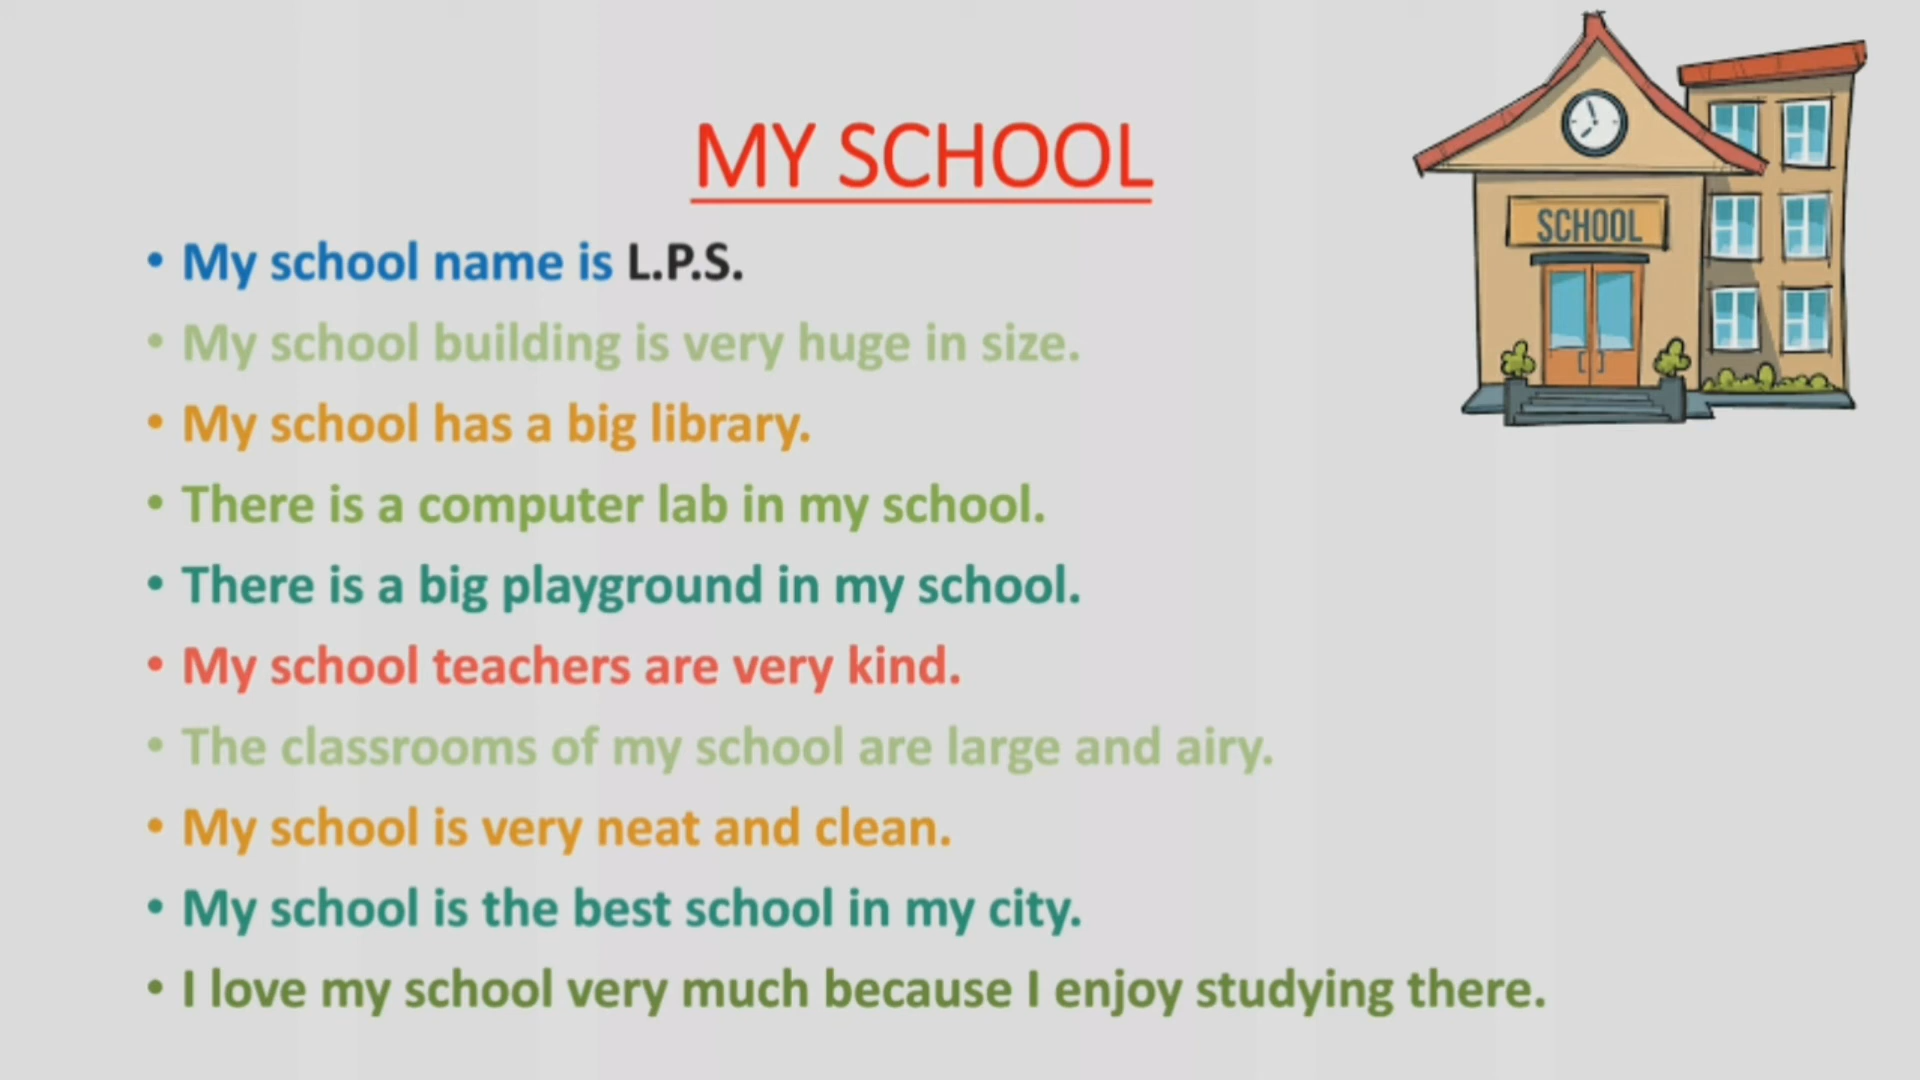 MY SCHOOL
SCHOOL
• My school name is L.P.S.
• My school building is very huge in size.
• My school has a big library.
• There is a computer lab in my school.
• There is a big playground in my school.
• My school teachers are very kind.
• The classrooms of my school are large and airy.
• My school is very neat and clean.
• My school is the best school in my city.
• I love my school very much because I enjoy studying there.